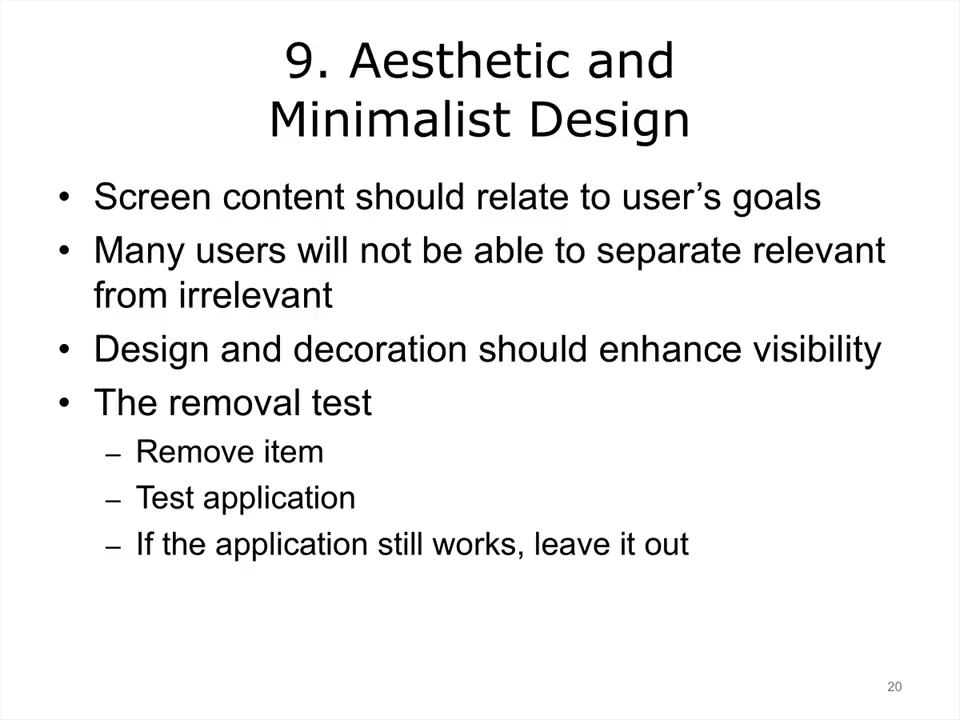 9. Aesthetic and
Minimalist Design
• Screen content should relate to user’s goals
• Many users will not be able to separate relevant
from irrelevant
• Design and decoration should enhance visibility
• The removal test
– Remove item
– Test application
– If the application still works, leave it out
20